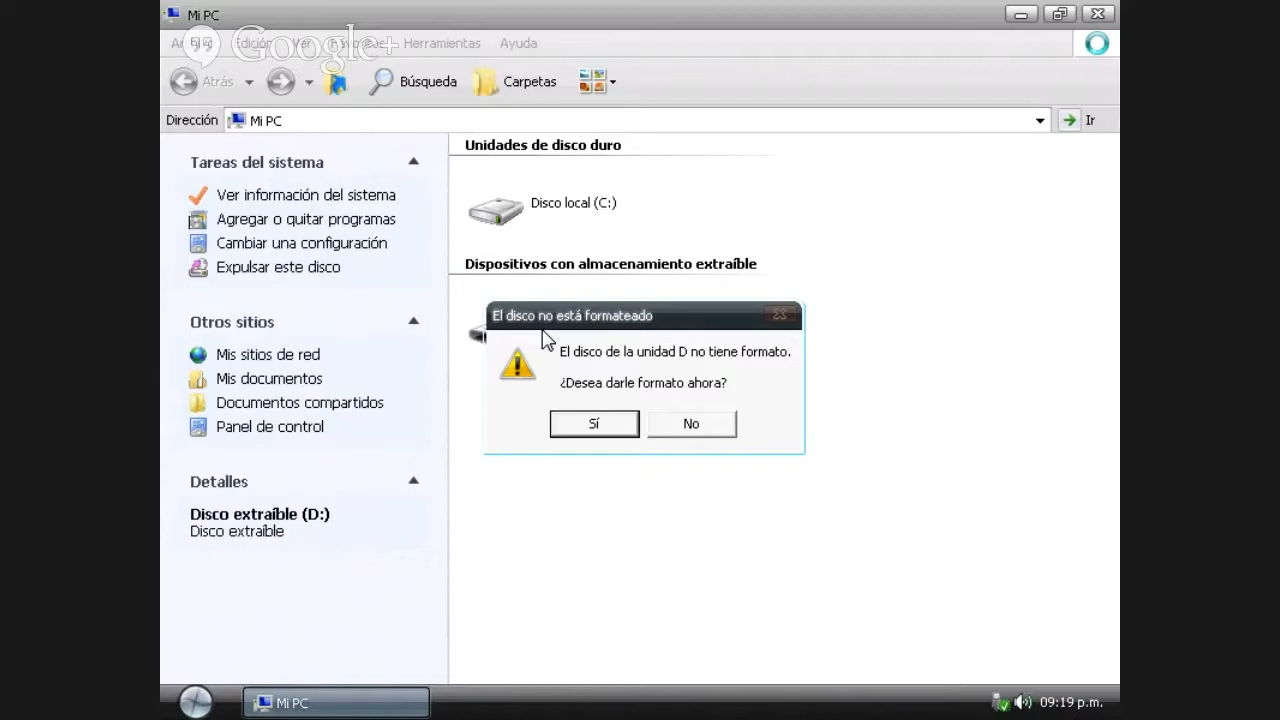 Mi PC
Google+
Herramientas Ayuda
Atrás Búsqueda Carpetas
Dirección Mi PC Ir
Tareas del sistema
Ver información del sistema
Agregar o quitar programas
Cambiar una configuración
Expulsar este disco
Otros sitios
Mis sitios de red
Mis documentos
Documentos compartidos
Panel de control
Detalles
Disco extraíble (D:)
Disco extraíble
Unidades de disco duro
Disco local (C:)
Dispositivos con almacenamiento extraíble
El disco no está formateado
El disco de la unidad D no tiene formato.
¿Desea darle formato ahora?
Sí No
Mi PC
09:19 p.m.